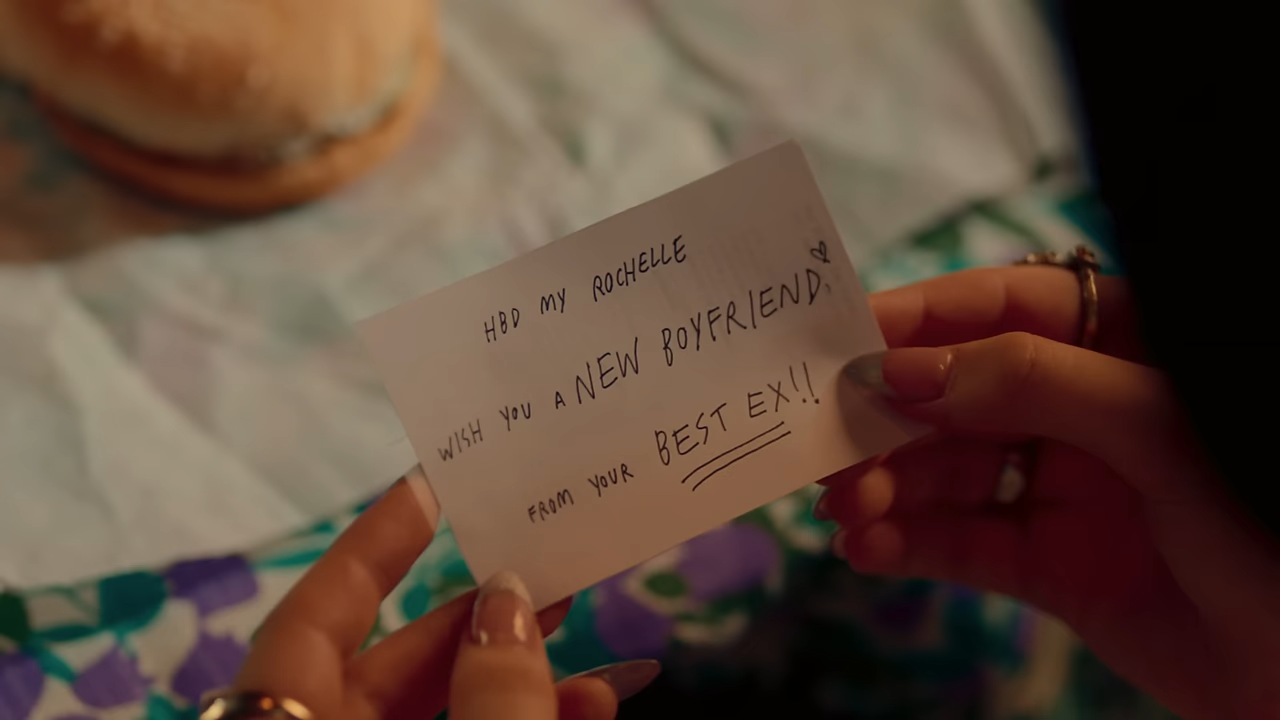 HBD MY ROCHELLE
WISH YOU A NEW BOYFRIEND. ♡
FROM YOUR BEST EX!!